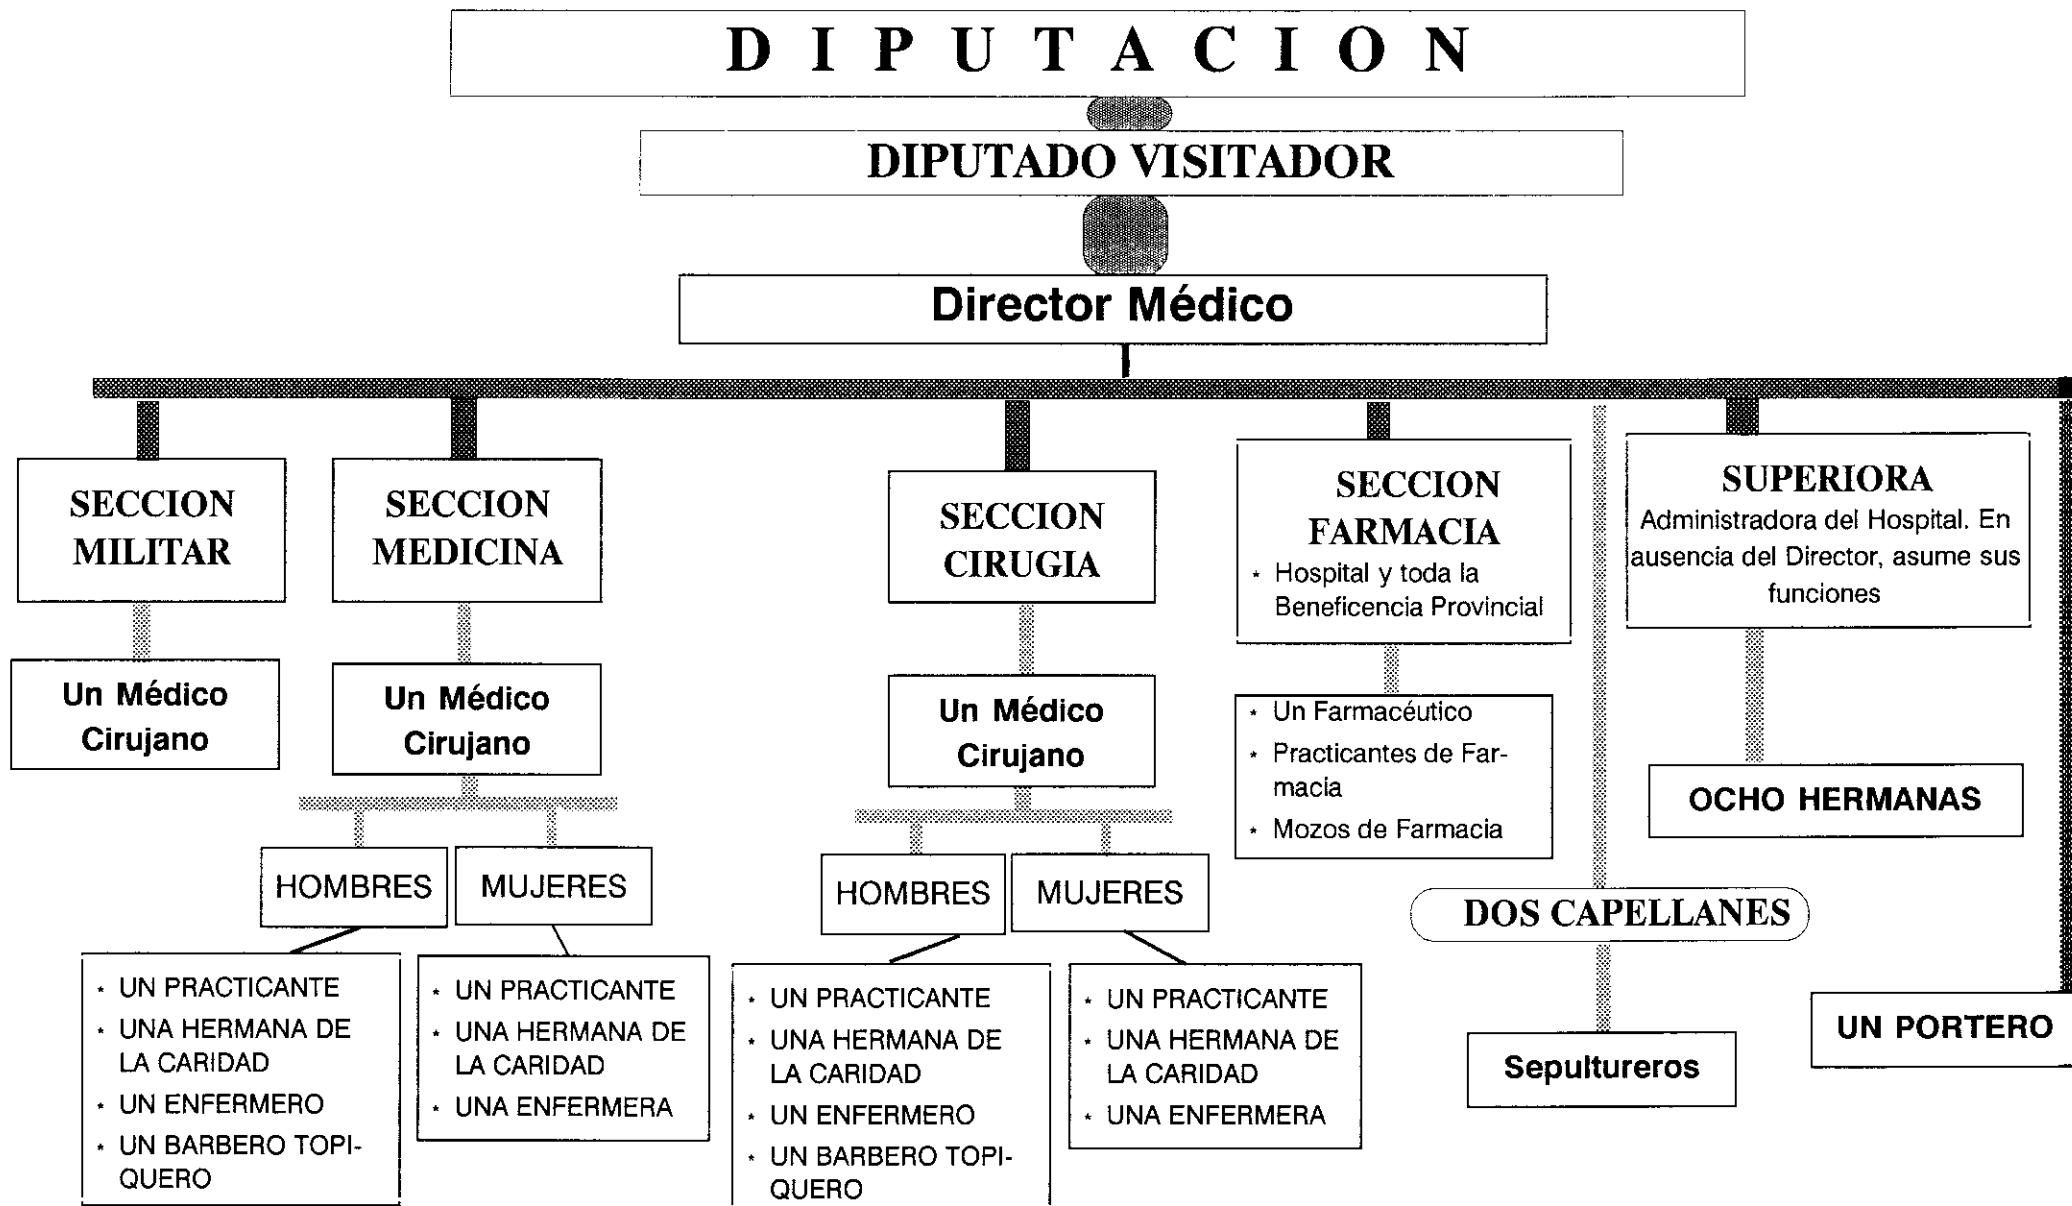 D I P U T A C I O N
DIPUTADO VISITADOR
Director Médico
SECCION
MILITAR
Un Médico
Cirujano
SECCION
MEDICINA
Un Médico
Cirujano
HOMBRES
* UN PRACTICANTE
* UNA HERMANA DE
LA CARIDAD
* UN ENFERMERO
* UN BARBERO TOPI-
QUERO
MUJERES
* UN PRACTICANTE
* UNA HERMANA DE
LA CARIDAD
* UNA ENFERMERA
SECCION
CIRUGIA
Un Médico
Cirujano
HOMBRES
* UN PRACTICANTE
* UNA HERMANA DE
LA CARIDAD
* UN ENFERMERO
* UN BARBERO TOPI-
QUERO
MUJERES
* UN PRACTICANTE
* UNA HERMANA DE
LA CARIDAD
* UNA ENFERMERA
SECCION
FARMACIA
* Hospital y toda la
Beneficencia Provincial
* Un Farmacéutico
* Practicantes de Far-
macia
* Mozos de Farmacia
DOS CAPELLANES
Sepultureros
SUPERIORA
Administradora del Hospital. En
ausencia del Director, asume sus
funciones
OCHO HERMANAS
UN PORTERO